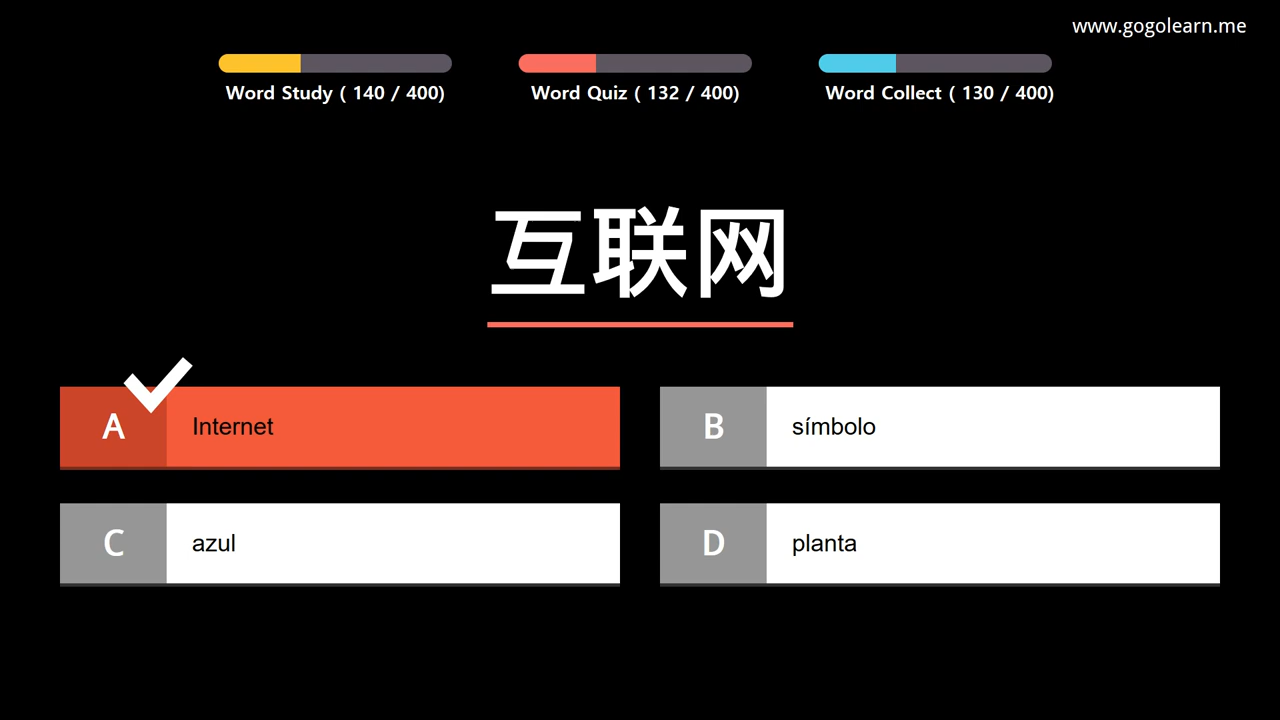 www.gogolearn.me
Word Study ( 140 / 400)
Word Quiz ( 132 / 400)
Word Collect ( 130 / 400)
互联网
A Internet
B símbolo
C azul
D planta